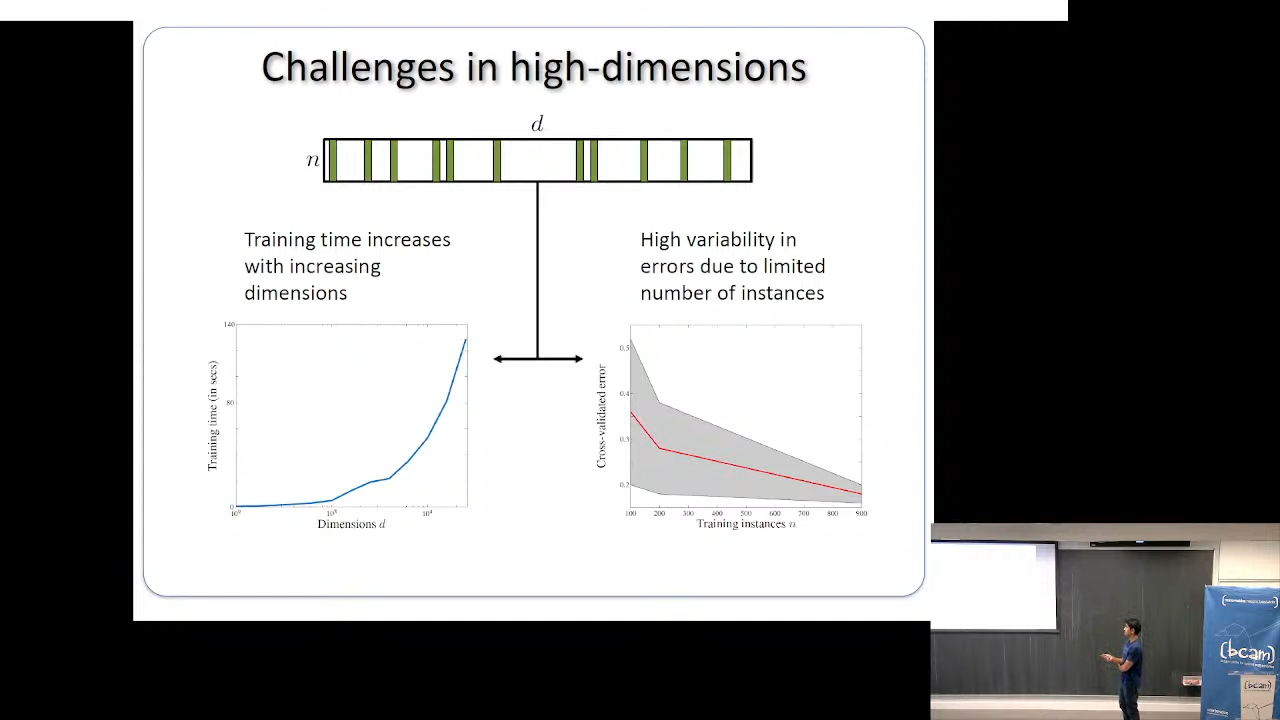 Challenges in high-dimensions
d
n
Training time increases
with increasing
dimensions
High variability in
errors due to limited
number of instances
140
80
0
Training time (in secs)
Dimensions d
0.5
0.4
0.3
0.2
Cross-validated error
100 200 300 400 500 600 700 800 900
Training instances n
(bcam)
(bcam)